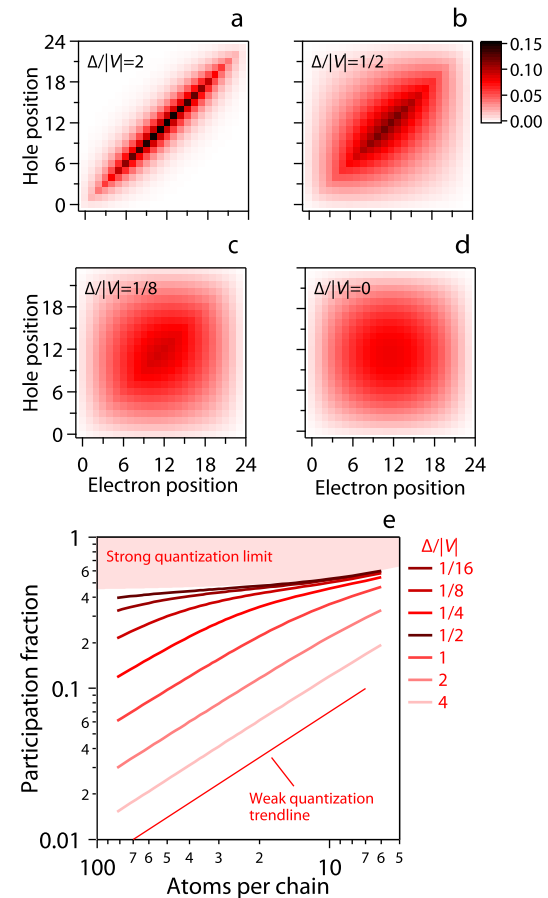 a
b
24
18
12
6
0
Hole position
Δ/|V|=2
Δ/|V|=1/2
0.15
0.10
0.05
0.00
c
d
18
12
6
0
Hole position
Δ/|V|=1/8
Δ/|V|=0
0 6 12 18 24
0 6 12 18 24
Electron position
Electron position
e
1
6
4
2
0.1
6
4
2
0.01
Participation fraction
Strong quantization limit
Weak quantization
trendline
Δ/|V|
1/16
1/8
1/4
1/2
1
2
4
100 7 6 5 4 3 2 10 7 6 5
Atoms per chain